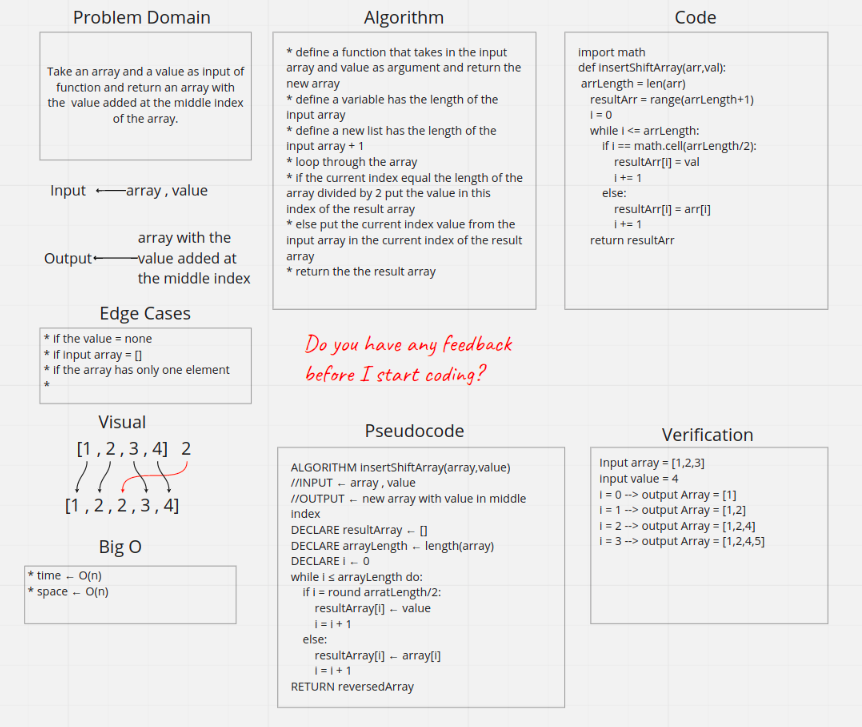 Problem Domain
Take an array and a value as input of
function and return an array with
the value added at the middle index
of the array.
Input ←—array , value
Output←——
array with the
value added at
the middle index
Edge Cases
* if the value = none
* if input array = []
* if the array has only one element
*
Visual
[1 , 2 , 3 , 4] 2
[1 , 2 , 2 , 3 , 4]
Big O
* time ← O(n)
* space ← O(n)
Algorithm
* define a function that takes in the input
array and value as argument and return the
new array
* define a variable has the length of the
input array
* define a new list has the length of the
input array + 1
* loop through the array
* if the current index equal the length of the
array divided by 2 put the value in this
index of the result array
* else put the current index value from the
input array in the current index of the result
array
* return the the result array
Do you have any feedback
before I start coding?
Pseudocode
ALGORITHM insertShiftArray(array,value)
//INPUT ← array , value
//OUTPUT ← new array with value in middle
index
DECLARE resultArray ← []
DECLARE arrayLength ← length(array)
DECLARE i ← 0
while i ≤ arrayLength do:
if i = round arratLength/2:
resultArray[i] ← value
i = i + 1
else:
resultArray[i] ← array[i]
i = i + 1
RETURN reversedArray
Code
import math
def insertShiftArray(arr,val):
arrLength = len(arr)
resultArr = range(arrLength+1)
i = 0
while i <= arrLength:
if i == math.cell(arrLength/2):
resultArr[i] = val
i += 1
else:
resultArr[i] = arr[i]
i += 1
return resultArr
Verification
Input array = [1,2,3]
Input value = 4
i = 0 --> output Array = [1]
i = 1 --> output Array = [1,2]
i = 2 --> output Array = [1,2,4]
i = 3 --> output Array = [1,2,4,5]